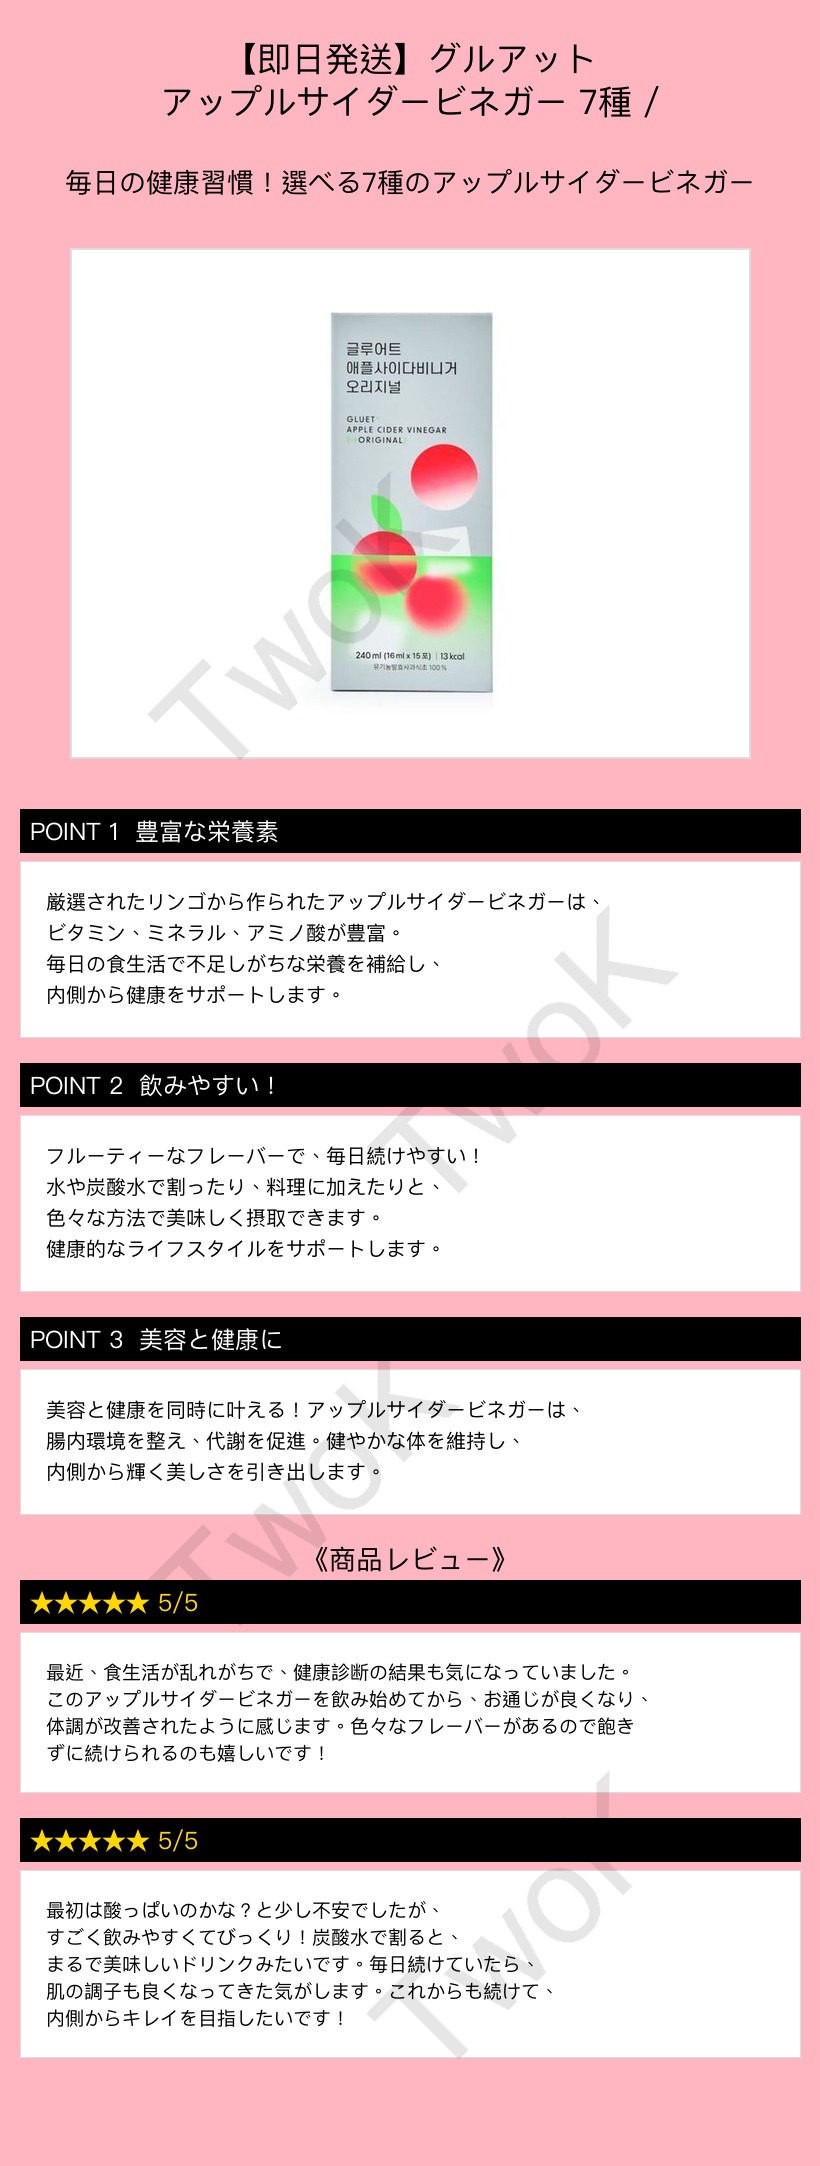 【即日発送】グルアット
アップルサイダービネガー 7種 /
毎日の健康習慣！選べる7種のアップルサイダービネガー
글루어트
애플사이다비니거
오리지널
GLUET
APPLE CIDER VINEGAR
ORIGINAL
240 ml (16 ml x 15 포) | 13 kcal
유기농발효사과식초 100 %
POINT 1 豊富な栄養素
厳選されたリンゴから作られたアップルサイダービネガーは、
ビタミン、ミネラル、アミノ酸が豊富。
毎日の食生活で不足しがちな栄養を補給し、
内側から健康をサポートします。
POINT 2 飲みやすい！
フルーティーなフレーバーで、毎日続けやすい！
水や炭酸水で割ったり、料理に加えたりと、
色々な方法で美味しく摂取できます。
健康的なライフスタイルをサポートします。
POINT 3 美容と健康に
美容と健康を同時に叶える！アップルサイダービネガーは、
腸内環境を整え、代謝を促進。健やかな体を維持し、
内側から輝く美しさを引き出します。
《商品レビュー》
★★★★★ 5/5
最近、食生活が乱れがちで、健康診断の結果も気になっていました。
このアップルサイダービネガーを飲み始めてから、お通じが良くなり、
体調が改善されたように感じます。色々なフレーバーがあるので飽き
ずに続けられるのも嬉しいです！
★★★★★ 5/5
最初は酸っぱいのかな？と少し不安でしたが、
すごく飲みやすくてびっくり！炭酸水で割ると、
まるで美味しいドリンクみたいです。毎日続けていたら、
肌の調子も良くなってきた気がします。これからも続けて、
内側からキレイを目指したいです！
TwoK
TwoK
TwoK
TwoK